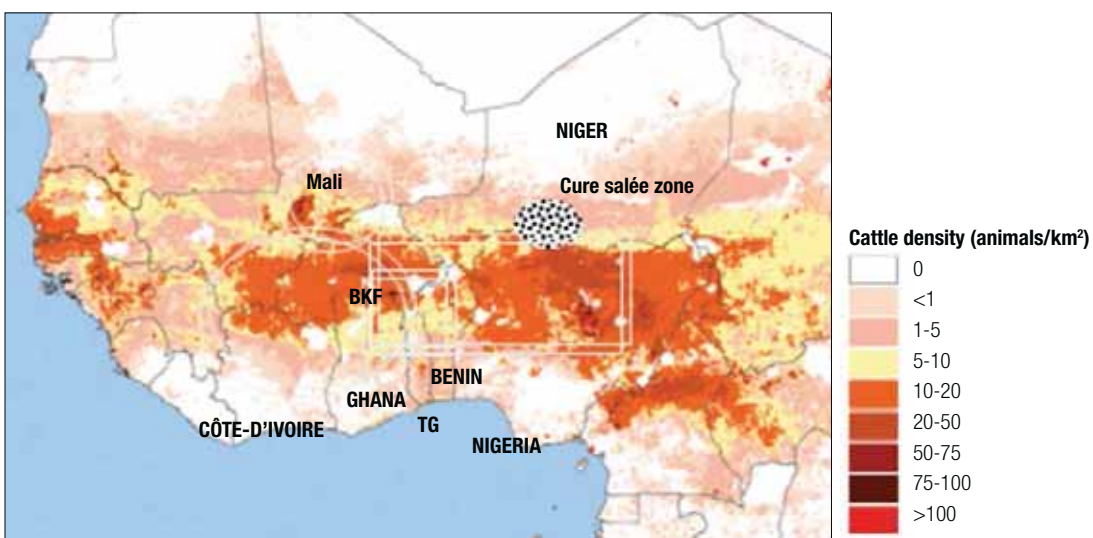 NIGER
Mali
Cure salée zone
BKF
BENIN
GHANA
CÔTE-D'IVOIRE
TG
NIGERIA
Cattle density (animals/km²)
0
<1
1-5
5-10
10-20
20-50
50-75
75-100
>100